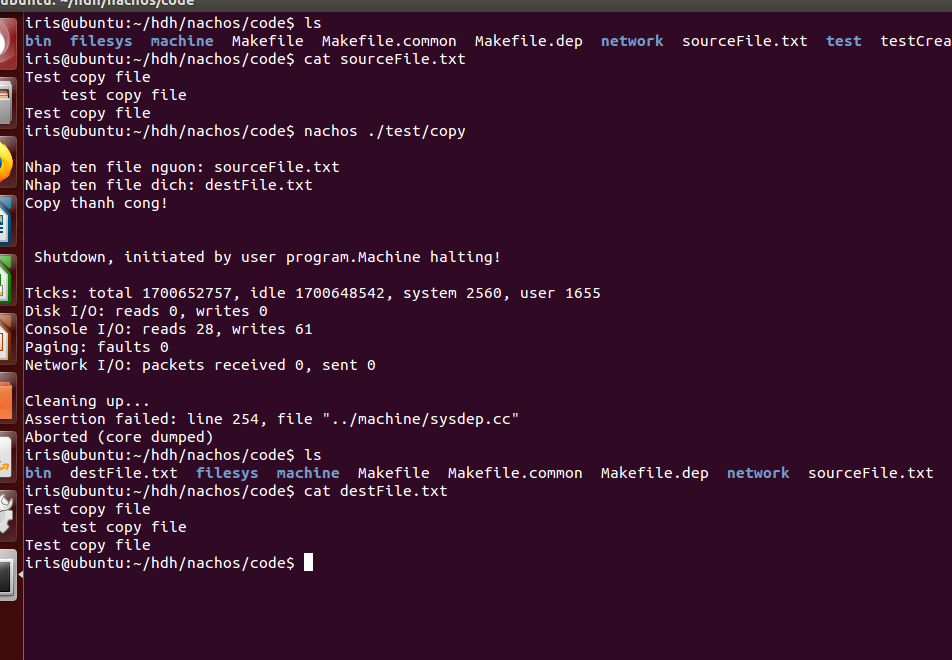 ubuntu: ~/hdh/nachos/code
iris@ubuntu:~/hdh/nachos/code$ ls
bin filesys machine Makefile Makefile.common Makefile.dep network sourceFile.txt test testCrea
iris@ubuntu:~/hdh/nachos/code$ cat sourceFile.txt
Test copy file
    test copy file
Test copy file
iris@ubuntu:~/hdh/nachos/code$ nachos ./test/copy
Nhap ten file nguon: sourceFile.txt
Nhap ten file dich: destFile.txt
Copy thanh cong!
 Shutdown, initiated by user program.Machine halting!
Ticks: total 1700652757, idle 1700648542, system 2560, user 1655
Disk I/O: reads 0, writes 0
Console I/O: reads 28, writes 61
Paging: faults 0
Network I/O: packets received 0, sent 0
Cleaning up...
Assertion failed: line 254, file "../machine/sysdep.cc"
Aborted (core dumped)
iris@ubuntu:~/hdh/nachos/code$ ls
bin destFile.txt filesys machine Makefile Makefile.common Makefile.dep network sourceFile.txt
iris@ubuntu:~/hdh/nachos/code$ cat destFile.txt
Test copy file
    test copy file
Test copy file
iris@ubuntu:~/hdh/nachos/code$